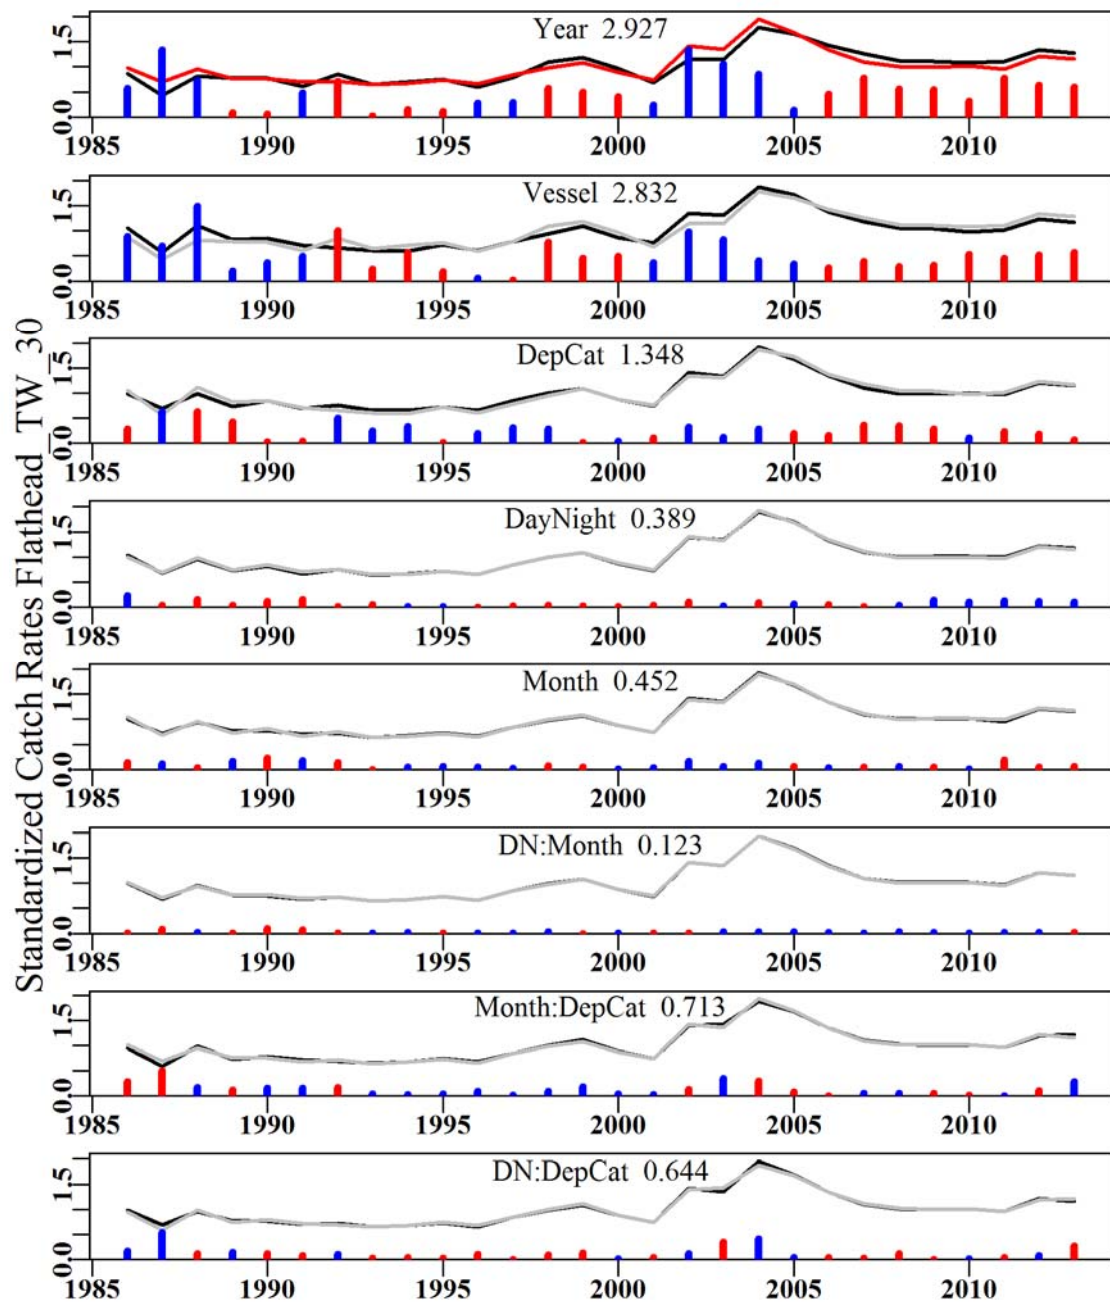 Standardized Catch Rates Flathead_TW_30
Year 2.927
0.0 1.5
1985 1990 1995 2000 2005 2010
Vessel 2.832
0.0 1.5
1985 1990 1995 2000 2005 2010
DepCat 1.348
0.0 1.5
1985 1990 1995 2000 2005 2010
DayNight 0.389
0.0 1.5
1985 1990 1995 2000 2005 2010
Month 0.452
0.0 1.5
1985 1990 1995 2000 2005 2010
DN:Month 0.123
0.0 1.5
1985 1990 1995 2000 2005 2010
Month:DepCat 0.713
0.0 1.5
1985 1990 1995 2000 2005 2010
DN:DepCat 0.644
0.0 1.5
1985 1990 1995 2000 2005 2010